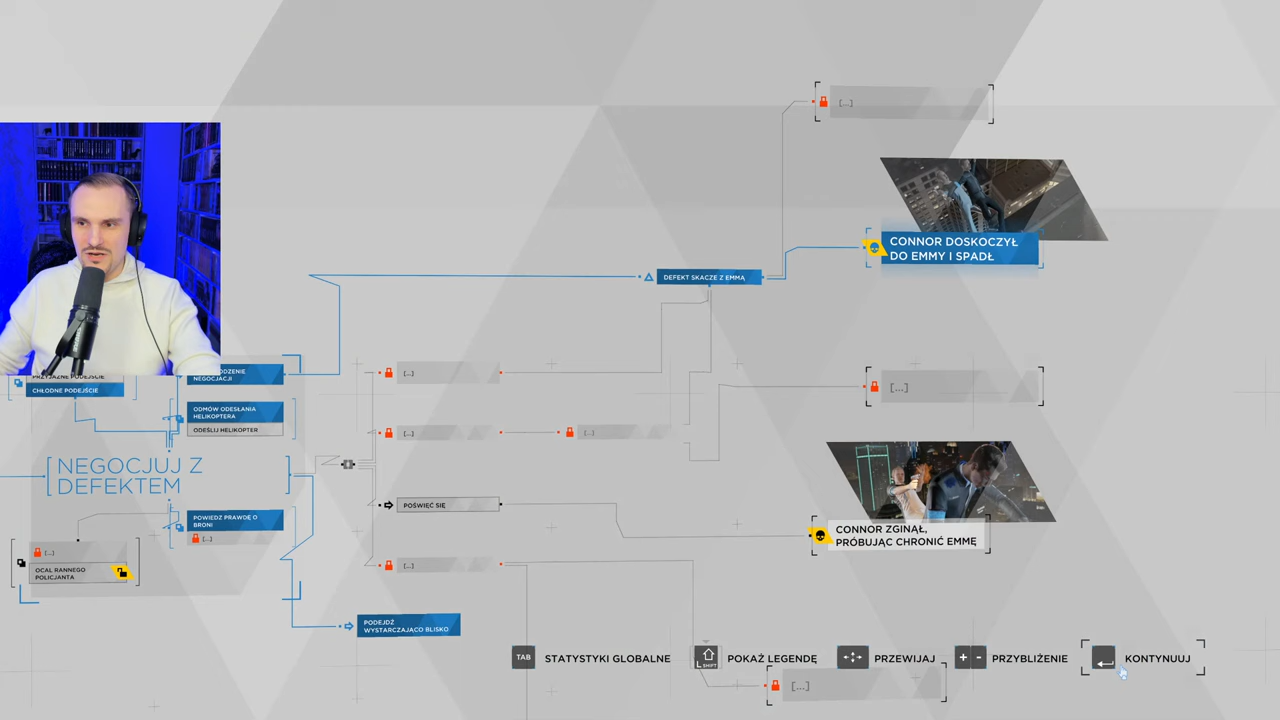 [...]
CONNOR DOSKOCZYŁ
DO EMMY I SPADŁ
DEFEKT SKACZE Z EMMĄ
CHŁODNE PODEJŚCIE
NEGOCJACJI
[...]
[...]
ODMÓW ODESŁANIA
HELIKOPTERA
ODEŚLIJ HELIKOPTER
[...]
[...]
NEGOCJUJ Z
DEFEKTEM
POŚWIĘĆ SIĘ
CONNOR ZGINĄŁ,
PRÓBUJĄC CHRONIĆ EMMĘ
POWIEDZ PRAWDĘ O
BRONI
[...]
[...]
OCAL RANNEGO
POLICJANTA
[...]
PODEJDŹ
WYSTARCZAJĄCO BLISKO
TAB STATYSTYKI GLOBALNE
L SHIFT POKAŻ LEGENDĘ
PRZEWIJAJ
+ - PRZYBLIŻENIE
KONTYNUUJ
[...]